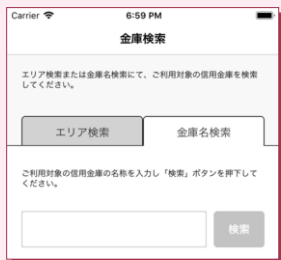 Carrier 6:59 PM
金庫検索
エリア検索または金庫名検索にて、ご利用対象の信用金庫を検索
してください。
エリア検索 金庫名検索
ご利用対象の信用金庫の名称を入力し「検索」ボタンを押下して
ください。
検索